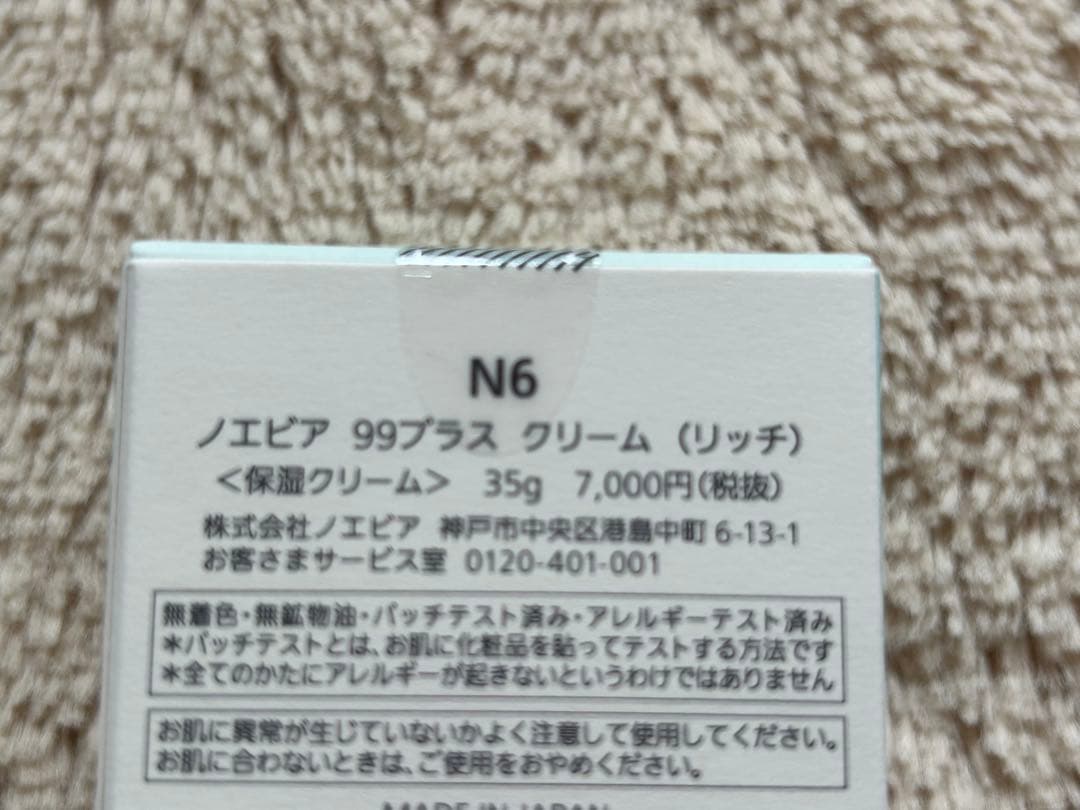 N6
ノエビア 99プラス クリーム（リッチ）
＜保湿クリーム＞ 35g 7,000円(税抜)
株式会社ノエビア 神戸市中央区港島中町 6-13-1
お客さまサービス室 0120-401-001
無着色・無鉱物油・パッチテスト済み・アレルギーテスト済み
＊パッチテストとは、お肌に化粧品を貼ってテストする方法です
＊全てのかたにアレルギーが起きないというわけではありません
お肌に異常が生じていないかよく注意して使用してください。
お肌に合わないときは、ご使用をおやめください。
MADE IN JAPAN